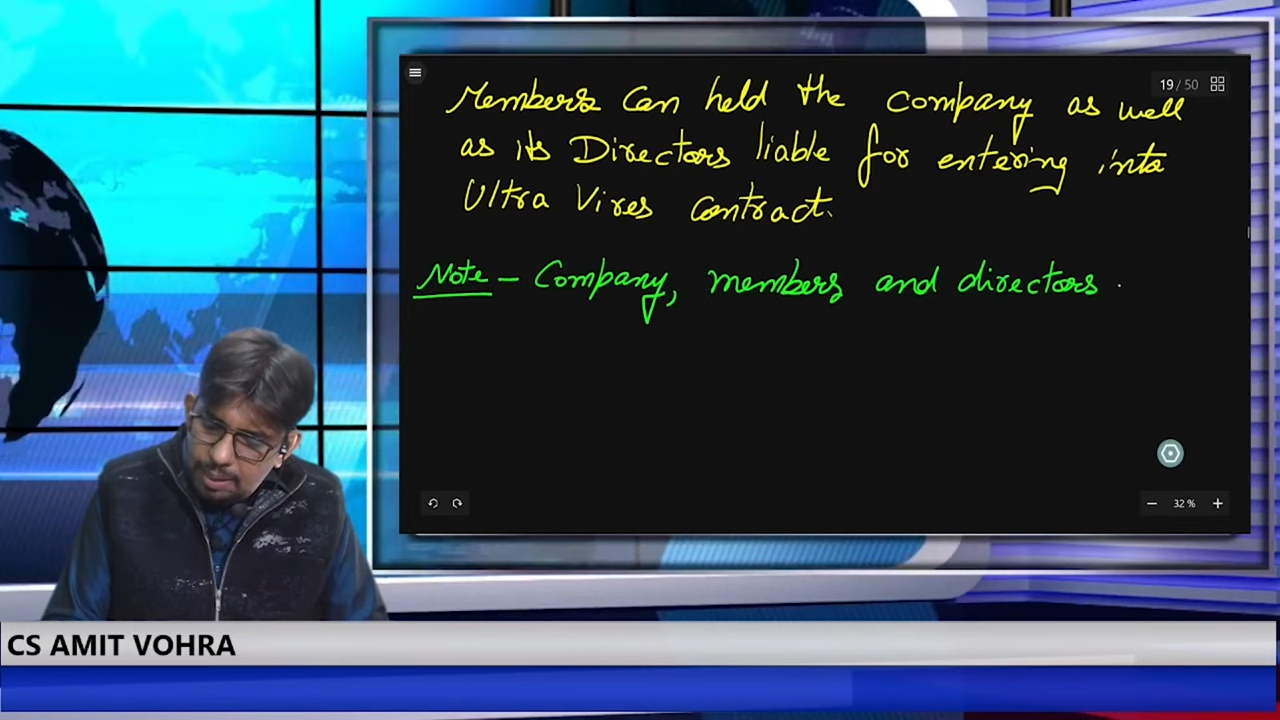 19 / 50
Members can held the company as well
as its Directors liable for entering into
Ultra Vires contract.
Note - Company, members and directors
32 %
CS AMIT VOHRA